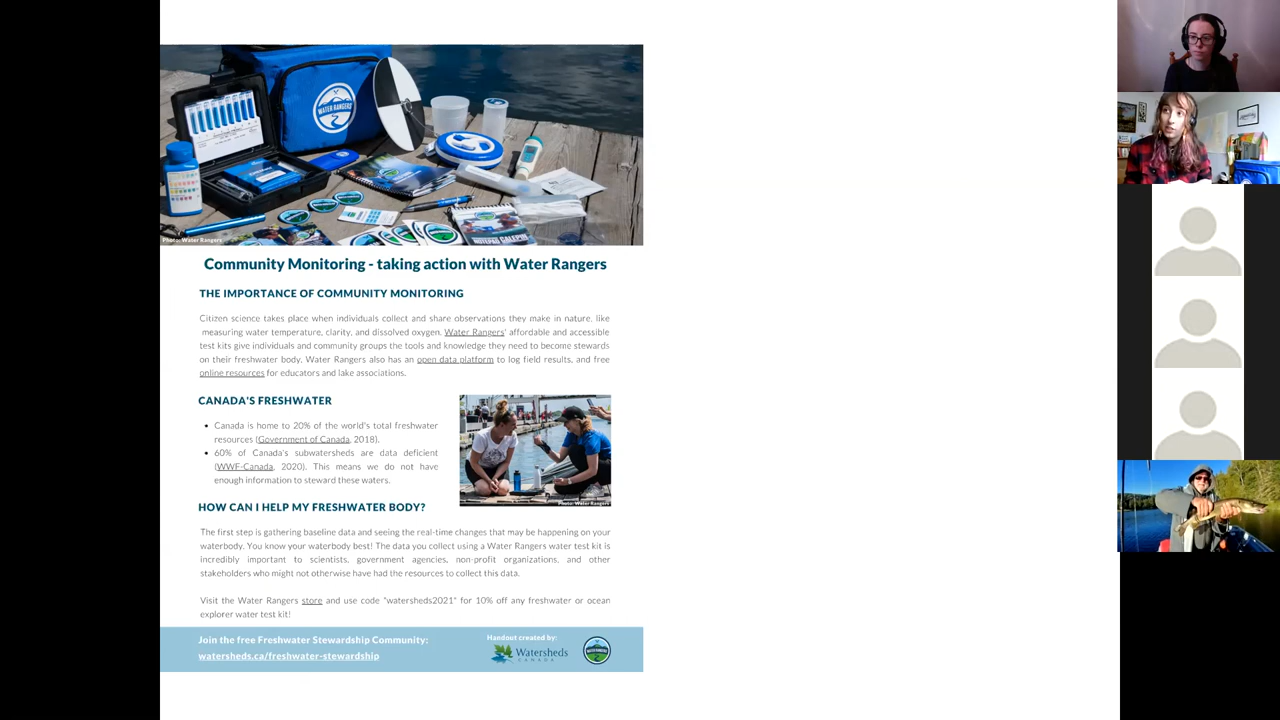 WATER RANGERS
NOTEPAD CALEPIN
Photo: Water Rangers
Community Monitoring - taking action with Water Rangers
THE IMPORTANCE OF COMMUNITY MONITORING
Citizen science takes place when individuals collect and share observations they make in nature, like
measuring water temperature, clarity, and dissolved oxygen. Water Rangers' affordable and accessible
test kits give individuals and community groups the tools and knowledge they need to become stewards
on their freshwater body. Water Rangers also has an open data platform to log field results, and free
online resources for educators and lake associations.
CANADA'S FRESHWATER
• Canada is home to 20% of the world's total freshwater
resources (Government of Canada, 2018).
• 60% of Canada's subwatersheds are data deficient
(WWF-Canada, 2020). This means we do not have
enough information to steward these waters.
Photo: Water Rangers
HOW CAN I HELP MY FRESHWATER BODY?
The first step is gathering baseline data and seeing the real-time changes that may be happening on your
waterbody. You know your waterbody best! The data you collect using a Water Rangers water test kit is
incredibly important to scientists, government agencies, non-profit organizations, and other
stakeholders who might not otherwise have had the resources to collect this data.
Visit the Water Rangers store and use code "watersheds2021" for 10% off any freshwater or ocean
explorer water test kit!
Join the free Freshwater Stewardship Community:
watersheds.ca/freshwater-stewardship
Handout created by:
Watersheds
CANADA